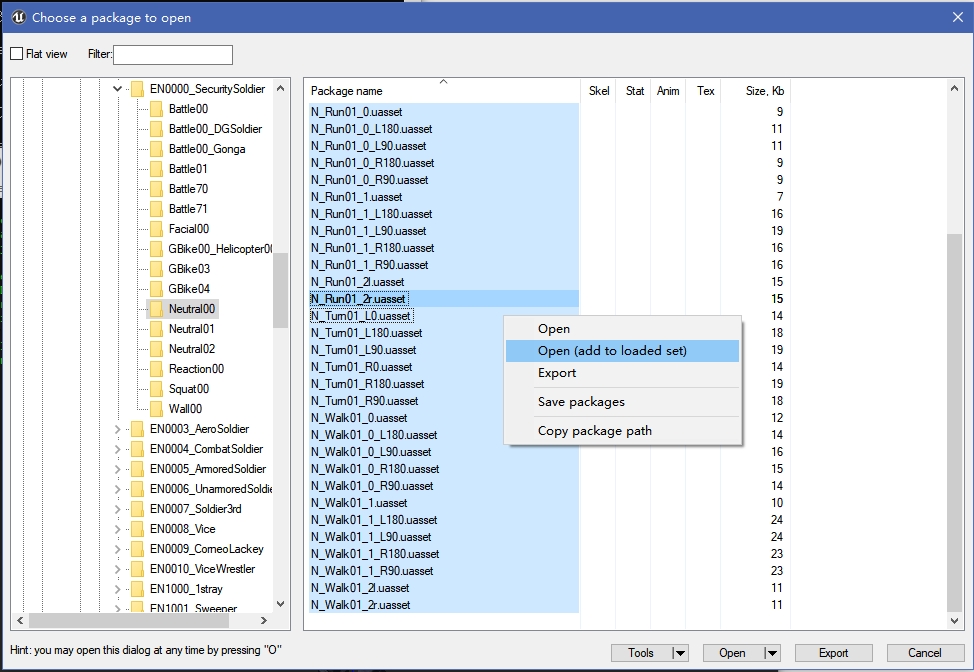 Choose a package to open
Flat view Filter:
EN0000_SecuritySoldier
Battle00
Battle00_DGSoldier
Battle00_Gonga
Battle01
Battle70
Battle71
Facial00
GBike00_Helicopter0
GBike03
GBike04
Neutral00
Neutral01
Neutral02
Reaction00
Squat00
Wall00
EN0003_AeroSoldier
EN0004_CombatSoldier
EN0005_ArmoredSoldier
EN0006_UnarmoredSoldie
EN0007_Soldier3rd
EN0008_Vice
EN0009_CorneoLackey
EN0010_ViceWrestler
EN1000_1stray
EN1001_Sweeper
Package name Skel Stat Anim Tex Size, Kb
N_Run01_0.uasset 9
N_Run01_0_L180.uasset 11
N_Run01_0_L90.uasset 11
N_Run01_0_R180.uasset 9
N_Run01_0_R90.uasset 9
N_Run01_1.uasset 7
N_Run01_1_L180.uasset 16
N_Run01_1_L90.uasset 19
N_Run01_1_R180.uasset 16
N_Run01_1_R90.uasset 16
N_Run01_2l.uasset 15
N_Run01_2r.uasset 15
N_Turn01_L0.uasset 14
N_Turn01_L180.uasset 18
N_Turn01_L90.uasset 19
N_Turn01_R0.uasset 14
N_Turn01_R180.uasset 19
N_Turn01_R90.uasset 18
N_Walk01_0.uasset 12
N_Walk01_0_L180.uasset 14
N_Walk01_0_L90.uasset 16
N_Walk01_0_R180.uasset 15
N_Walk01_0_R90.uasset 14
N_Walk01_1.uasset 10
N_Walk01_1_L180.uasset 24
N_Walk01_1_L90.uasset 24
N_Walk01_1_R180.uasset 23
N_Walk01_1_R90.uasset 23
N_Walk01_2l.uasset 11
N_Walk01_2r.uasset 11
Open
Open (add to loaded set)
Export
Save packages
Copy package path
Hint: you may open this dialog at any time by pressing "O"
Tools Open Export Cancel